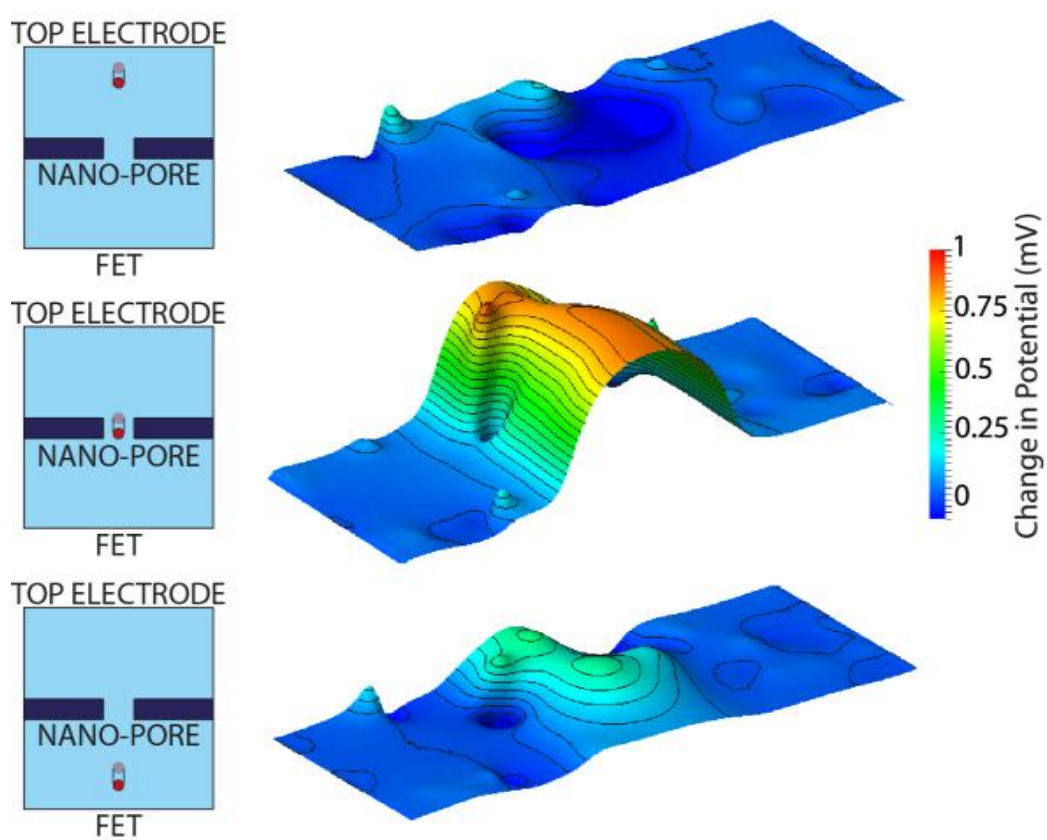 TOP ELECTRODE
NANO-PORE
FET
TOP ELECTRODE
NANO-PORE
FET
TOP ELECTRODE
NANO-PORE
FET
1
0.75
0.5
0.25
0
Change in Potential (mV)